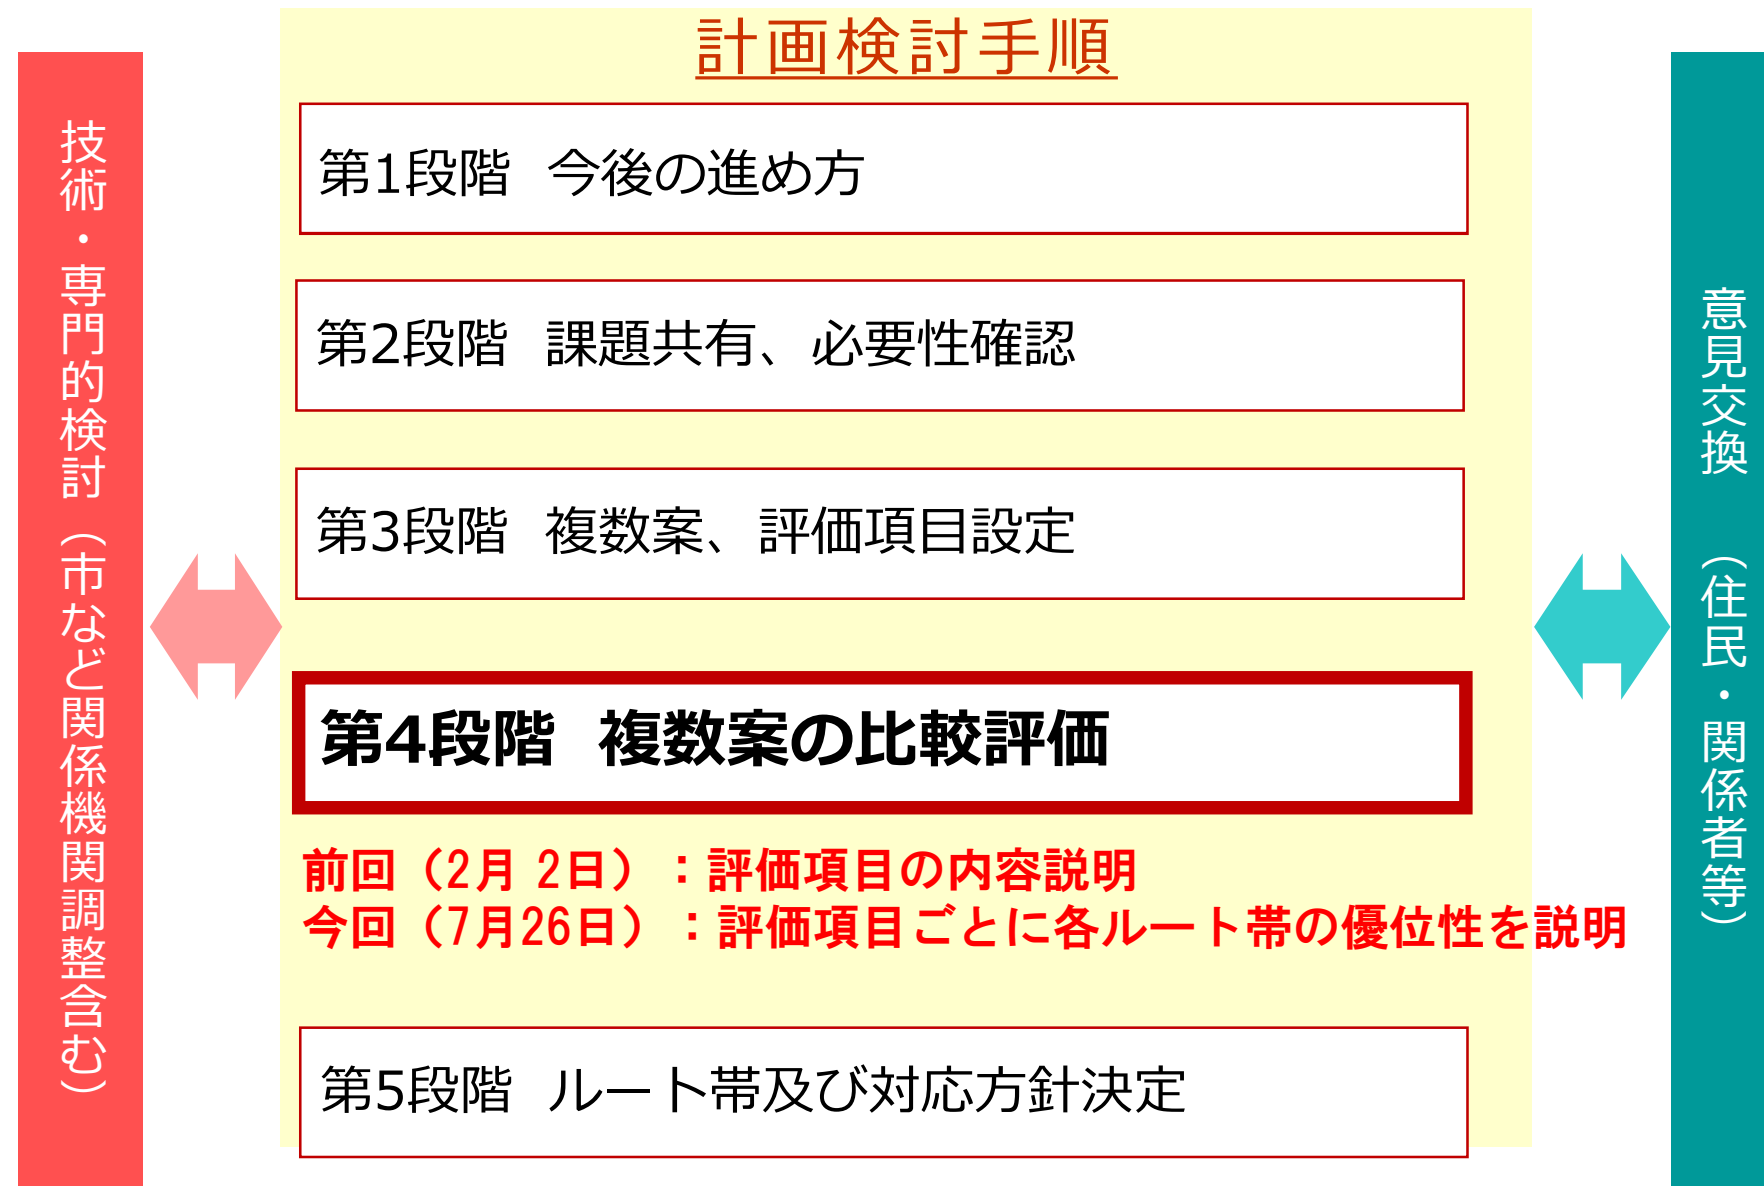 計画検討手順
技術・専門的検討（市など関係機関調整含む）
第1段階　今後の進め方
第2段階　課題共有、必要性確認
第3段階　複数案、評価項目設定
第4段階　複数案の比較評価
前回（2月 2日）：評価項目の内容説明
今回（7月26日）：評価項目ごとに各ルート帯の優位性を説明
第5段階　ルート帯及び対応方針決定
意見交換　（住民・関係者等）